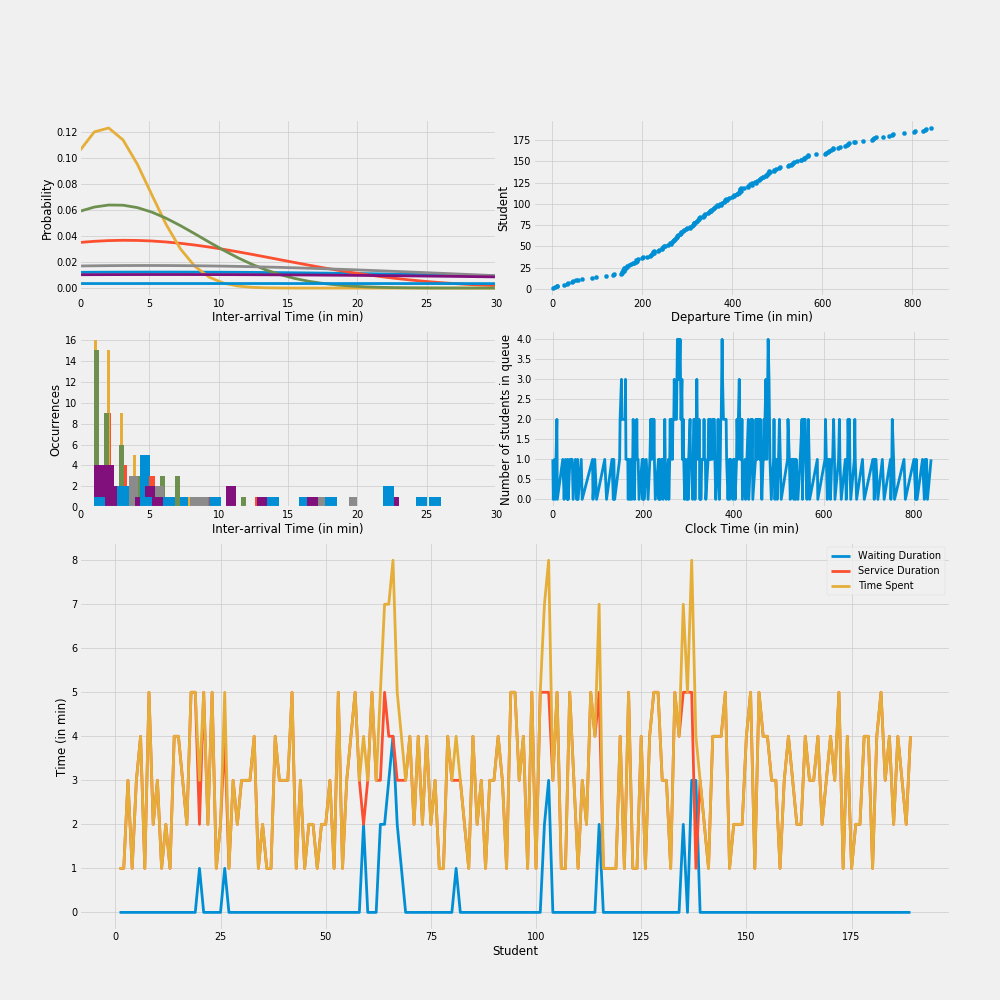 0.12
0.10
0.08
0.06
0.04
0.02
0.00
Probability
0 5 10 15 20 25 30
Inter-arrival Time (in min)
175
150
125
100
75
50
25
0
Student
0 200 400 600 800
Departure Time (in min)
16
14
12
10
8
6
4
2
0
Occurrences
0 5 10 15 20 25 30
Inter-arrival Time (in min)
4.0
3.5
3.0
2.5
2.0
1.5
1.0
0.5
0.0
Number of students in queue
0 200 400 600 800
Clock Time (in min)
8
7
6
5
4
3
2
1
0
Time (in min)
Waiting Duration
Service Duration
Time Spent
0 25 50 75 100 125 150 175
Student